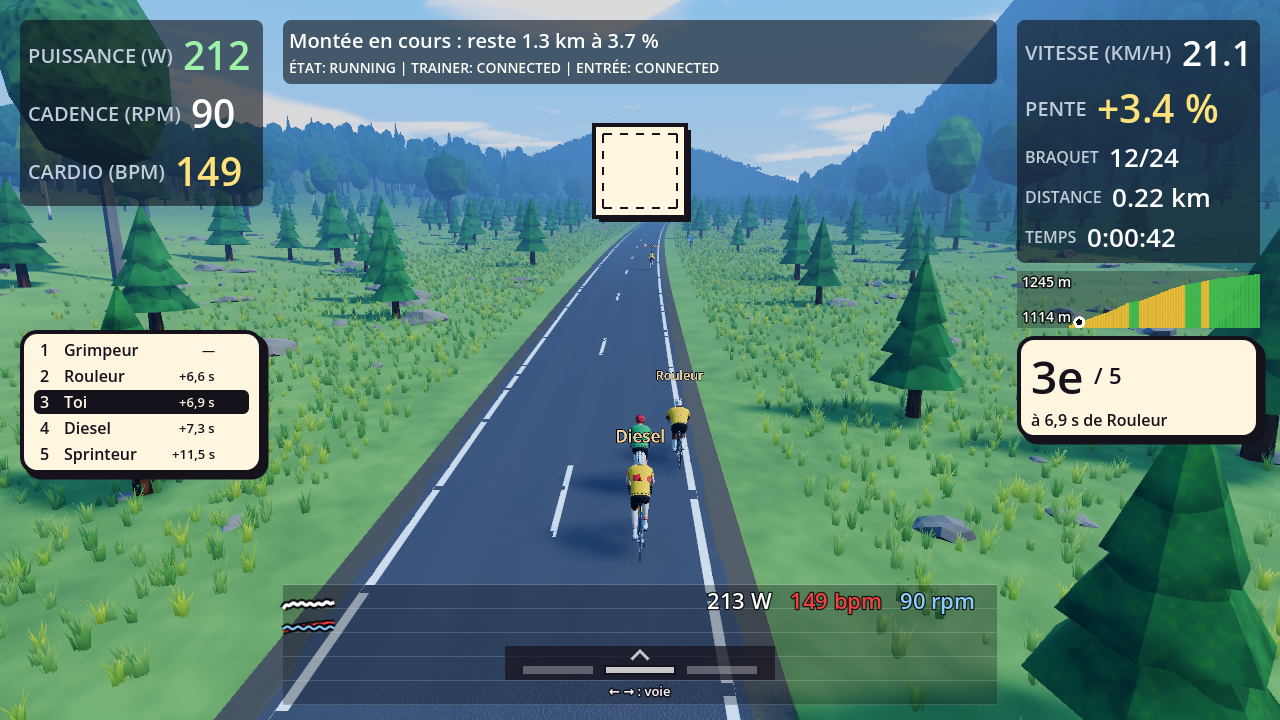 PUISSANCE (W) 212
CADENCE (RPM) 90
CARDIO (BPM) 149
Montée en cours : reste 1.3 km à 3.7 %
ÉTAT: RUNNING | TRAINER: CONNECTED | ENTRÉE: CONNECTED
VITESSE (KM/H) 21.1
PENTE +3.4 %
BRAQUET 12/24
DISTANCE 0.22 km
TEMPS 0:00:42
1245 m
1114 m
1 Grimpeur —
2 Rouleur +6,6 s
3 Toi +6,9 s
4 Diesel +7,3 s
5 Sprinteur +11,5 s
3e / 5
à 6,9 s de Rouleur
Rouleur
Diesel
213 W 149 bpm 90 rpm
← → : voie